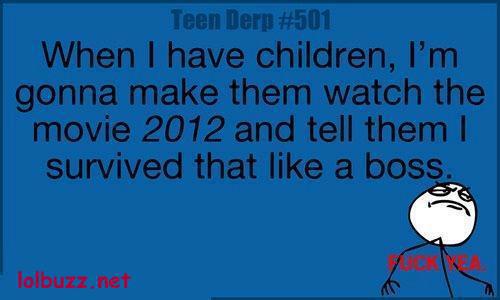 Teen Derp #501
When I have children, I'm
gonna make them watch the
movie 2012 and tell them I
survived that like a boss.
FUCK YEA.
lolbuzz.net